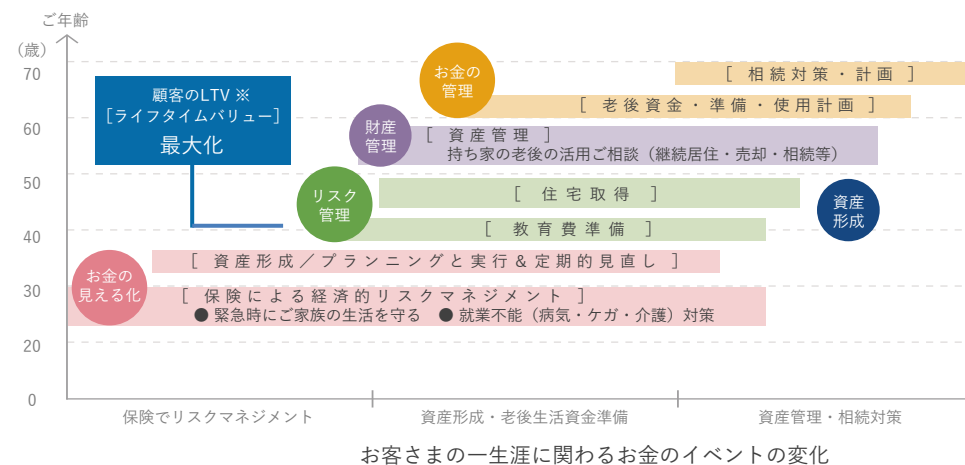 ご年齢
（歳）
70
60
50
40
30
20
0
顧客のLTV ※
［ライフタイムバリュー］
最大化
お金の
管理
財産
管理
リスク
管理
お金の
見える化
資産
形成
［ 相続対策・計画 ］
［ 老後資金・準備・使用計画 ］
［ 資産管理 ］
持ち家の老後の活用ご相談（継続居住・売却・相続等）
［ 住宅取得 ］
［ 教育費準備 ］
［ 資産形成／プランニングと実行＆定期的見直し ］
［ 保険による経済的リスクマネジメント ］
● 緊急時にご家族の生活を守る ● 就業不能（病気・ケガ・介護）対策
保険でリスクマネジメント
資産形成・老後生活資金準備
資産管理・相続対策
お客さまの一生涯に関わるお金のイベントの変化